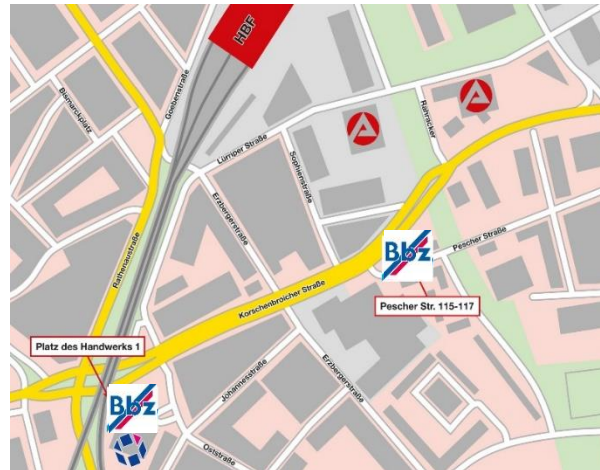 HBF
Goebenstraße
Bismarckplatz
Lürriper Straße
Sophienstraße
Rahracker
Erzbergerstraße
Rathenaustraße
Bbz
Pescher Straße
Pescher Str. 115-117
Korschenbroicher Straße
Platz des Handwerks 1
Bbz
Johannesstraße
Erzbergerstraße
Oststraße